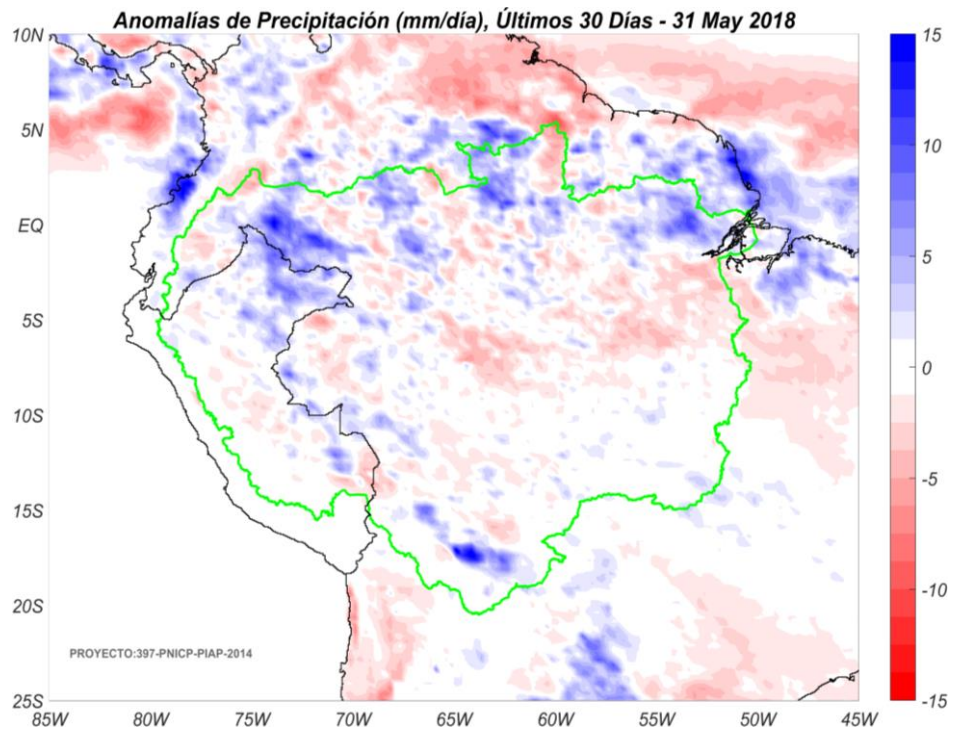 Anomalías de Precipitación (mm/día), Últimos 30 Días - 31 May 2018
10N
5N
EQ
5S
10S
15S
20S
25S
PROYECTO:397-PNICP-PIAP-2014
85W 80W 75W 70W 65W 60W 55W 50W 45W
15
10
5
0
-5
-10
-15